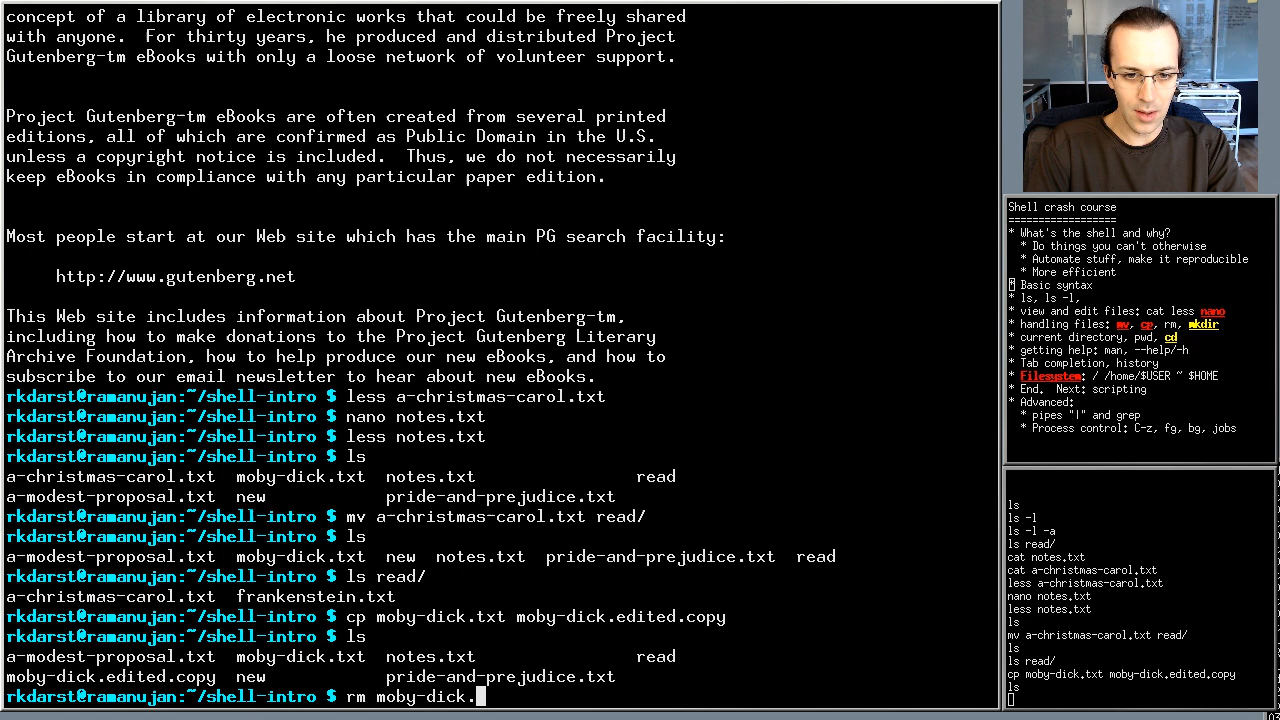 concept of a library of electronic works that could be freely shared
with anyone.  For thirty years, he produced and distributed Project
Gutenberg-tm eBooks with only a loose network of volunteer support.
Project Gutenberg-tm eBooks are often created from several printed
editions, all of which are confirmed as Public Domain in the U.S.
unless a copyright notice is included.  Thus, we do not necessarily
keep eBooks in compliance with any particular paper edition.
Most people start at our Web site which has the main PG search facility:
http://www.gutenberg.net
This Web site includes information about Project Gutenberg-tm,
including how to make donations to the Project Gutenberg Literary
Archive Foundation, how to help produce our new eBooks, and how to
subscribe to our email newsletter to hear about new eBooks.
rkdarst@ramanujan:~/shell-intro $ less a-christmas-carol.txt
rkdarst@ramanujan:~/shell-intro $ nano notes.txt
rkdarst@ramanujan:~/shell-intro $ less notes.txt
rkdarst@ramanujan:~/shell-intro $ ls
a-christmas-carol.txt  moby-dick.txt  notes.txt                read
a-modest-proposal.txt  new            pride-and-prejudice.txt
rkdarst@ramanujan:~/shell-intro $ mv a-christmas-carol.txt read/
rkdarst@ramanujan:~/shell-intro $ ls
a-modest-proposal.txt  moby-dick.txt  new  notes.txt  pride-and-prejudice.txt  read
rkdarst@ramanujan:~/shell-intro $ ls read/
a-christmas-carol.txt  frankenstein.txt
rkdarst@ramanujan:~/shell-intro $ cp moby-dick.txt moby-dick.edited.copy
rkdarst@ramanujan:~/shell-intro $ ls
a-modest-proposal.txt  moby-dick.txt  notes.txt                read
moby-dick.edited.copy  new            pride-and-prejudice.txt
rkdarst@ramanujan:~/shell-intro $ rm moby-dick.
Shell crash course
==================
* What's the shell and why?
* Do things you can't otherwise
* Automate stuff, make it reproducible
* More efficient
* Basic syntax
* ls, ls -l,
* view and edit files: cat less nano
* handling files: mv, cp, rm, mkdir
* current directory, pwd, cd
* getting help: man, --help/-h
* Tab completion, history
* Filesystem: / /home/$USER ~ $HOME
* End.  Next: scripting
* Advanced:
* pipes "|" and grep
* Process control: C-z, fg, bg, jobs
ls
ls -l
ls -l -a
ls read/
cat notes.txt
cat a-christmas-carol.txt
less a-christmas-carol.txt
nano notes.txt
less notes.txt
ls
mv a-christmas-carol.txt read/
ls
ls read/
cp moby-dick.txt moby-dick.edited.copy
ls